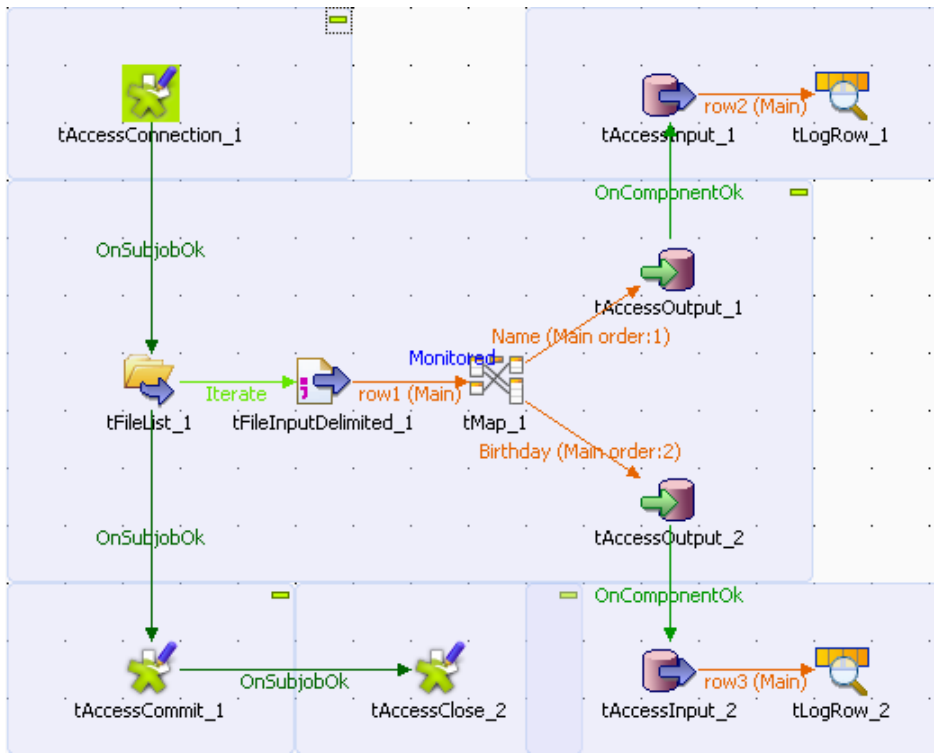 row2 (Main)
tAccessConnection_1
tAccessInput_1
tLogRow_1
OnComponentOk
OnSubjobOk
tAccessOutput_1
Name (Main order:1)
Monitored
Iterate
row1 (Main)
tFileList_1
tFileInputDelimited_1
tMap_1
Birthday (Main order:2)
OnSubjobOk
tAccessOutput_2
OnComponentOk
OnSubjobOk
row3 (Main)
tAccessCommit_1
tAccessClose_2
tAccessInput_2
tLogRow_2